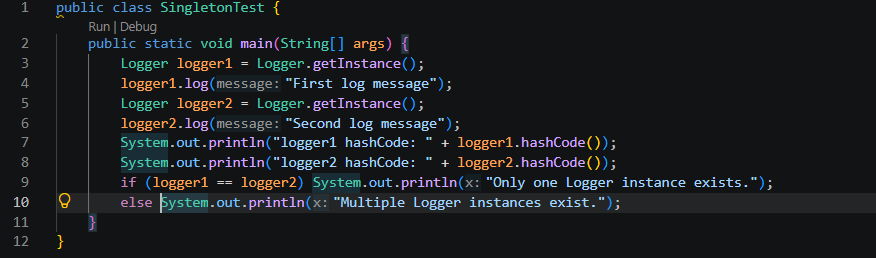 1 public class SingletonTest {
Run | Debug
2 public static void main(String[] args) {
3 Logger logger1 = Logger.getInstance();
4 logger1.log(message: "First log message");
5 Logger logger2 = Logger.getInstance();
6 logger2.log(message: "Second log message");
7 System.out.println("logger1 hashCode: " + logger1.hashCode());
8 System.out.println("logger2 hashCode: " + logger2.hashCode());
9 if (logger1 == logger2) System.out.println(x: "Only one Logger instance exists.");
10 else System.out.println(x: "Multiple Logger instances exist.");
11 }
12 }